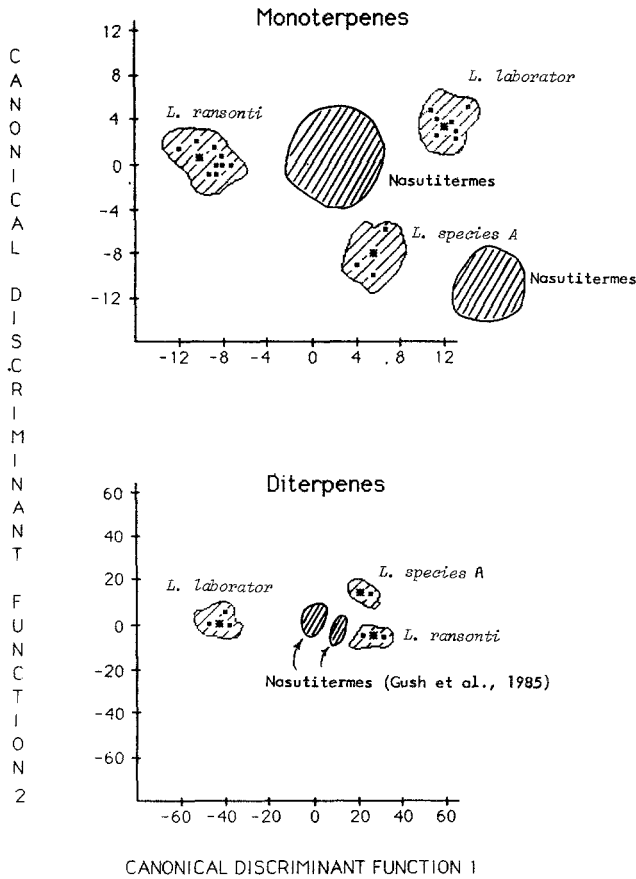 Monoterpenes
CANONICAL DISCRIMINANT FUNCTION 2
12
8
4
0
-4
-8
-12
L. ransonti
L. laborator
Nasutitermes
L. species A
Nasutitermes
-12 -8 -4 0 4 .8 12
Diterpenes
60
40
20
0
-20
-40
-60
L. laborator
L. species A
L. ransonti
Nasutitermes (Gush et al., 1985)
-60 -40 -20 0 20 40 60
CANONICAL DISCRIMINANT FUNCTION 1